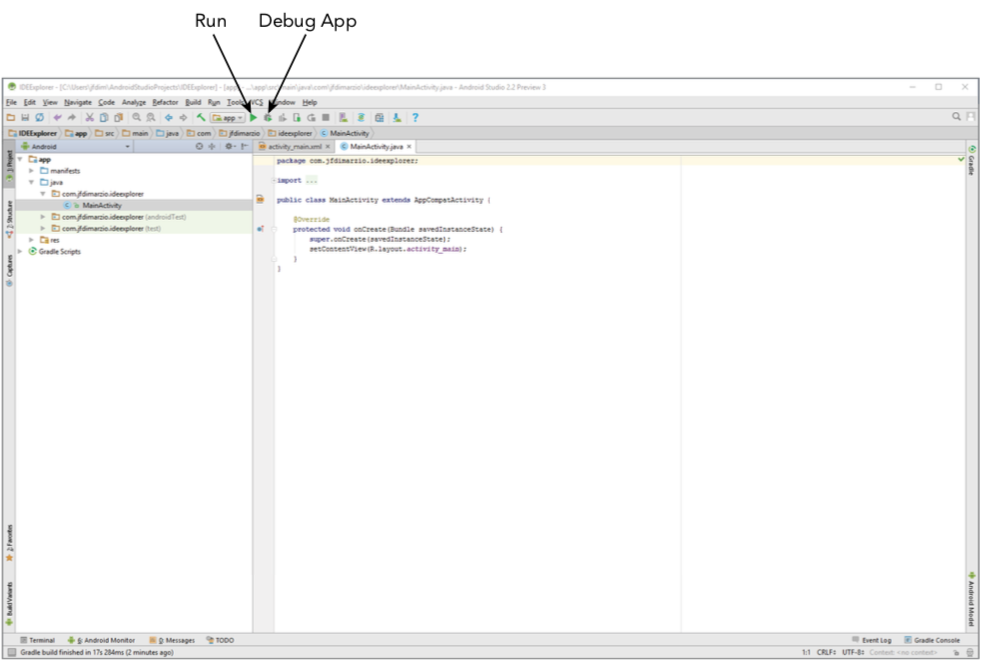 Run Debug App
IDEExplorer - [C:\Users\jfdim\AndroidStudioProjects\IDEExplorer] - [app] - ...\app\src\main\java\com\jfdimarzio\ideexplorer\MainActivity.java - Android Studio 2.2 Preview 3
File Edit View Navigate Code Analyze Refactor Build Run Tools VCS Window Help
app
IDEExplorer app src main java com jfdimarzio ideexplorer MainActivity
Android
activity_main.xml MainActivity.java
1: Project
Gradle
app
manifests
java
com.jfdimarzio.ideexplorer
MainActivity
com.jfdimarzio.ideexplorer (androidTest)
com.jfdimarzio.ideexplorer (test)
res
Gradle Scripts
package com.jfdimarzio.ideexplorer;
import ...
public class MainActivity extends AppCompatActivity {
@Override
protected void onCreate(Bundle savedInstanceState) {
super.onCreate(savedInstanceState);
setContentView(R.layout.activity_main);
}
}
Z: Structure
Captures
2: Favorites
Build Variants
Android Model
Terminal 6: Android Monitor 0: Messages TODO
Event Log Gradle Console
Gradle build finished in 17s 284ms (2 minutes ago)
1:1 CRLF÷ UTF-8÷ Context: <no context>